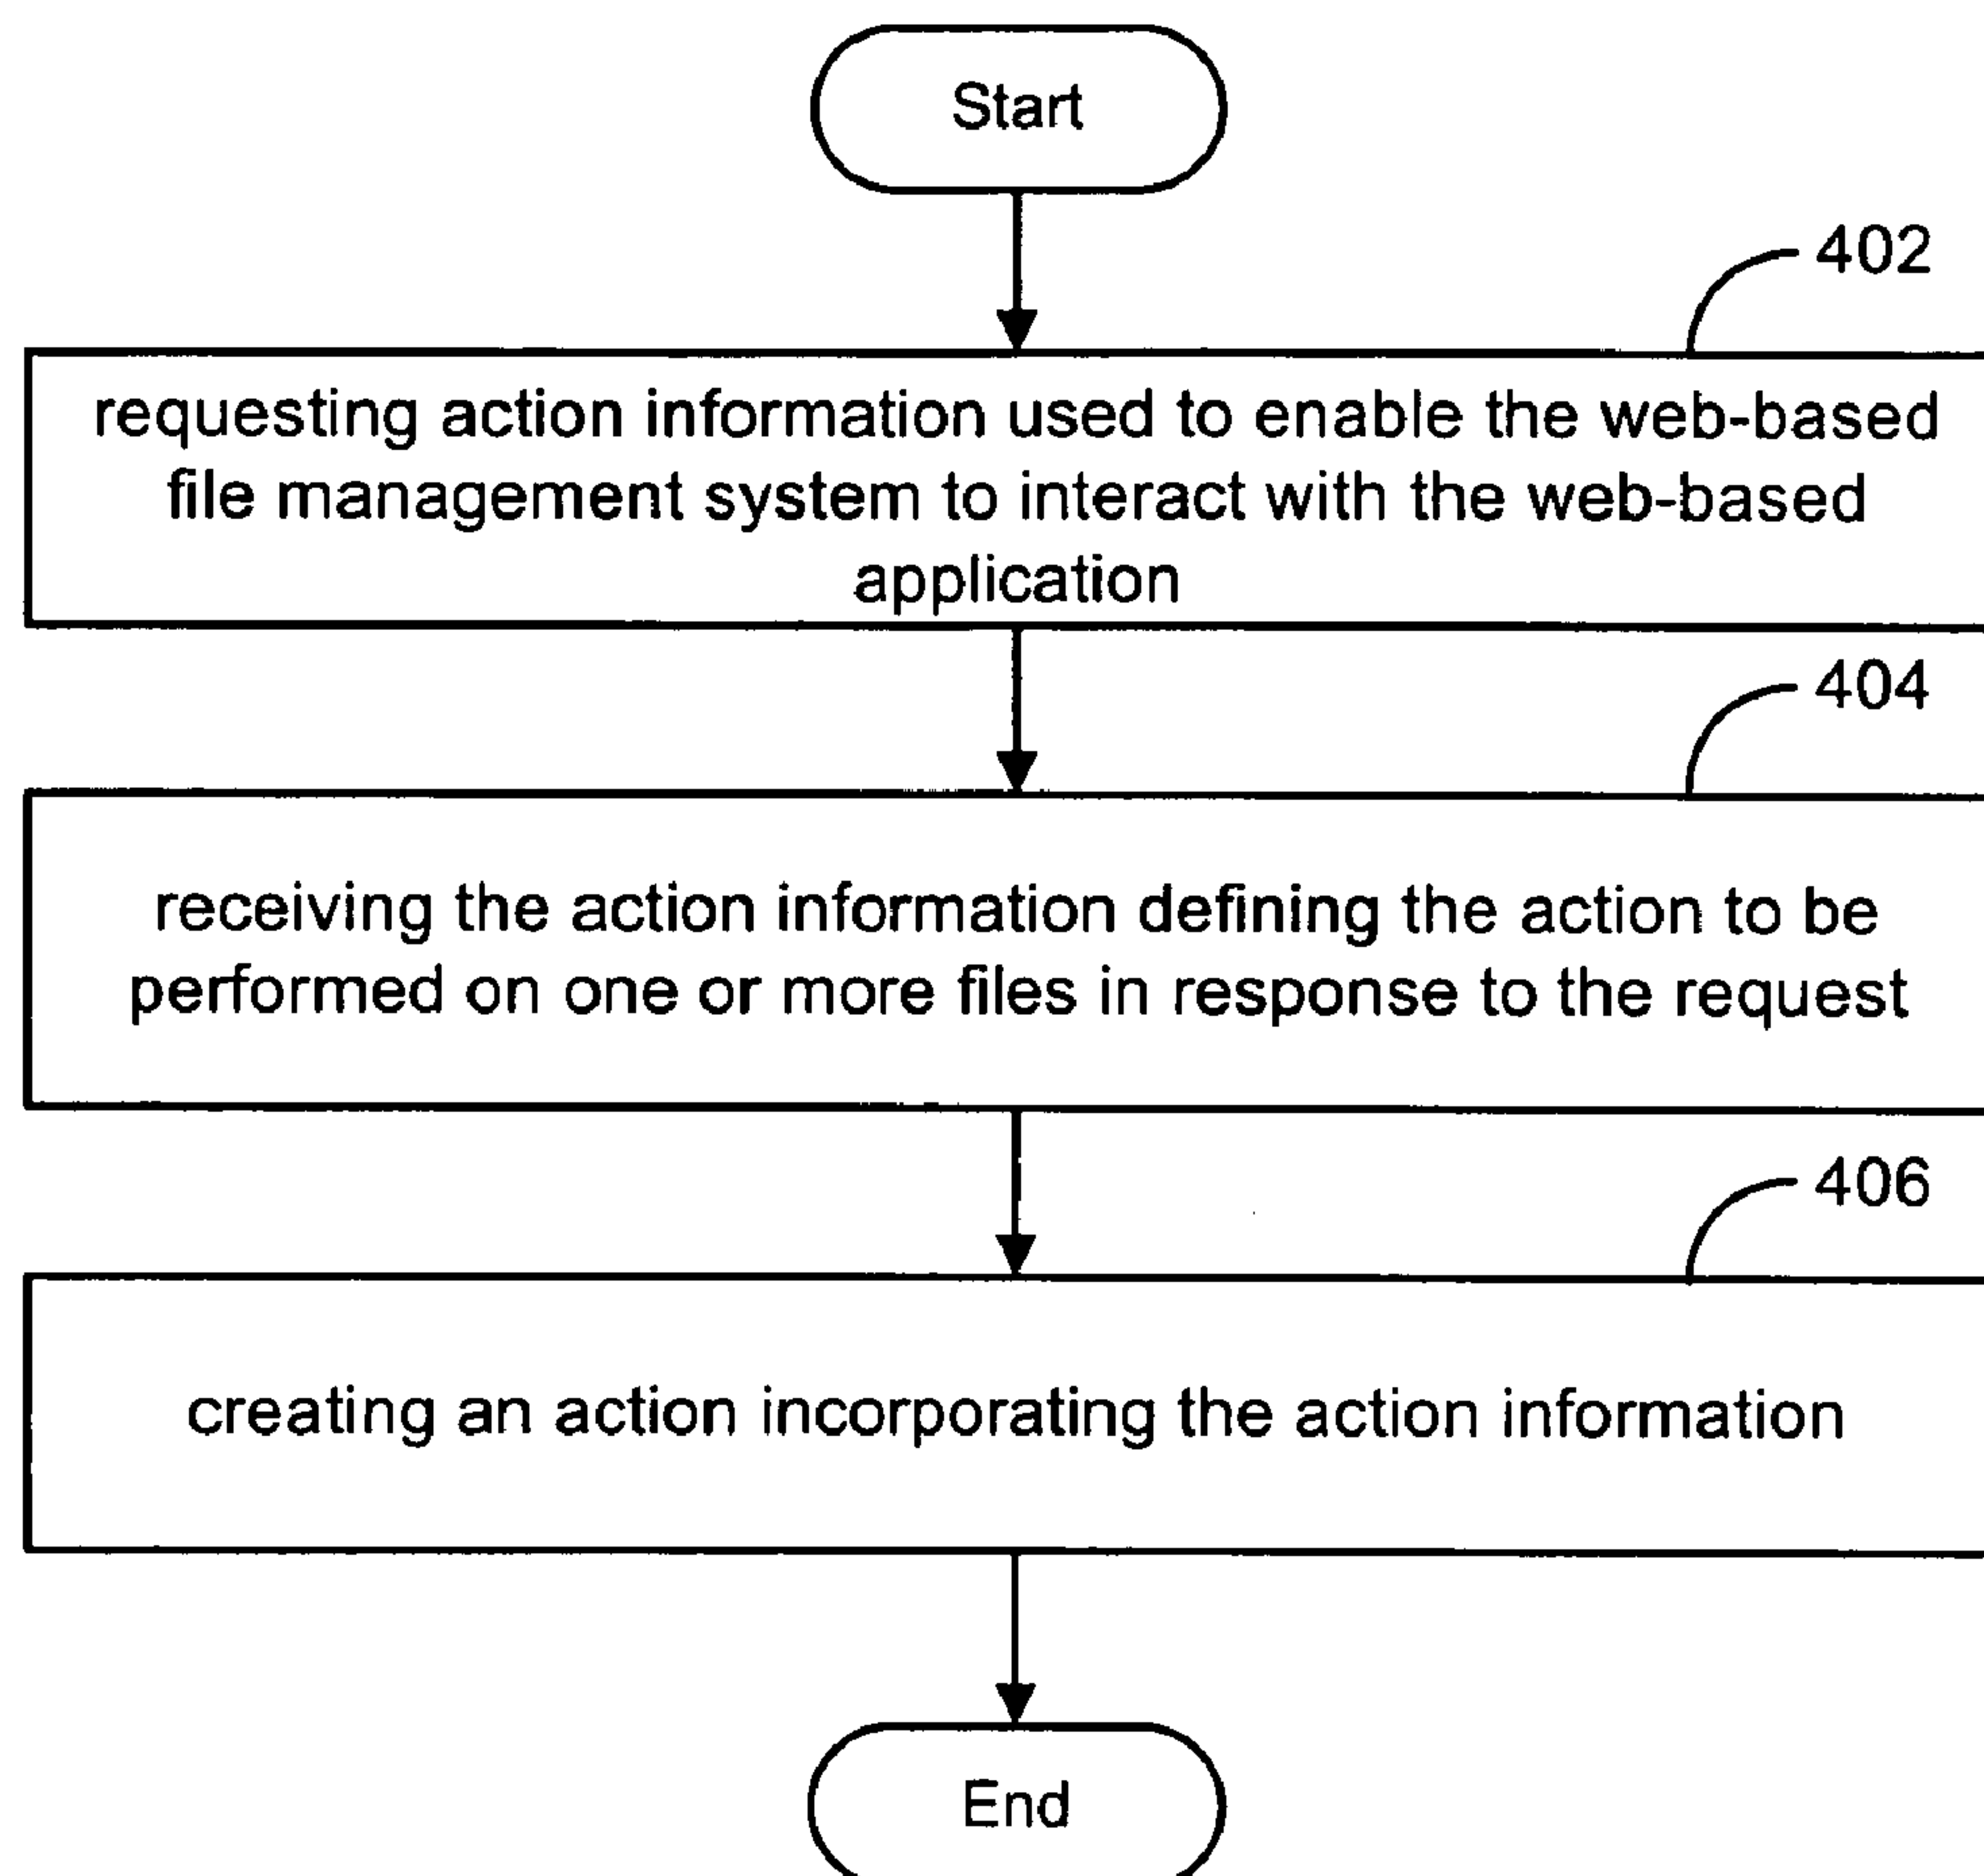 Start
402
requesting action information used to enable the web-based
file management system to interact with the web-based
application
404
receiving the action information defining the action to be
performed on one or more files in response to the request
406
creating an action incorporating the action information
End